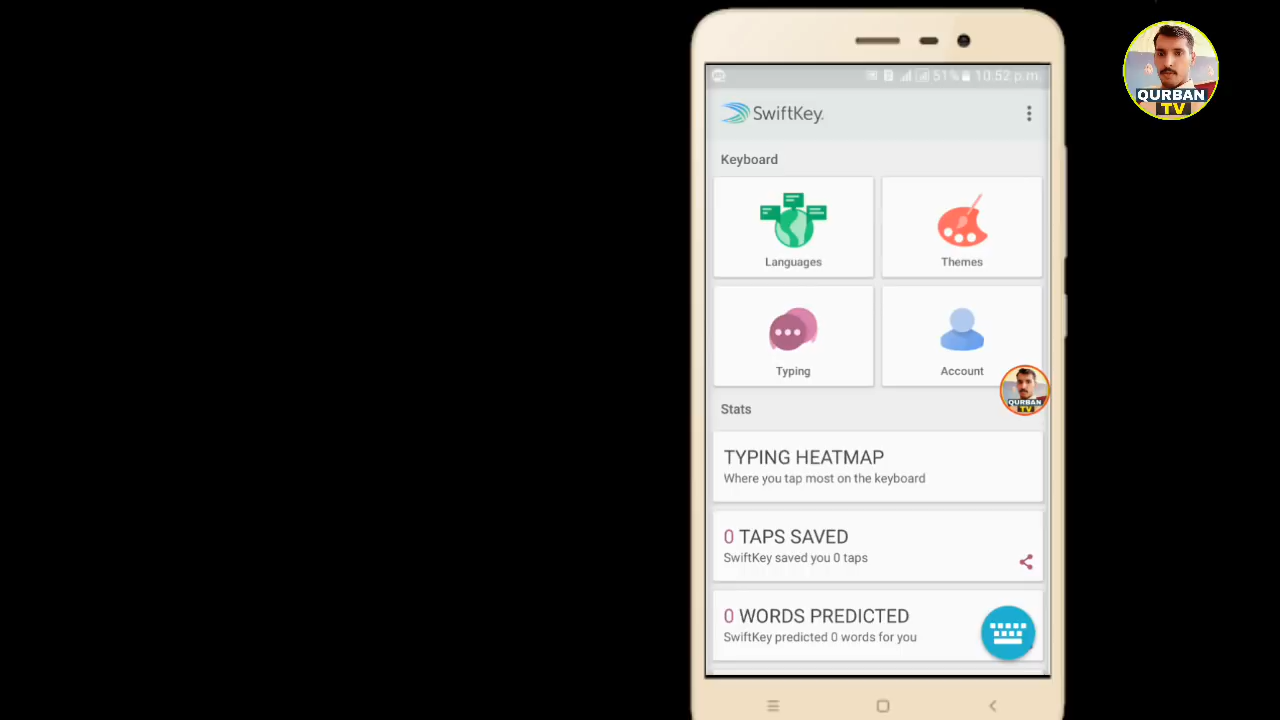 QURBAN
TV
51% 10.52 p.m.
SwiftKey.
Keyboard
Languages
Themes
Typing
Account
QURBAN
TV
Stats
TYPING HEATMAP
Where you tap most on the keyboard
0 TAPS SAVED
SwiftKey saved you 0 taps
0 WORDS PREDICTED
SwiftKey predicted 0 words for you